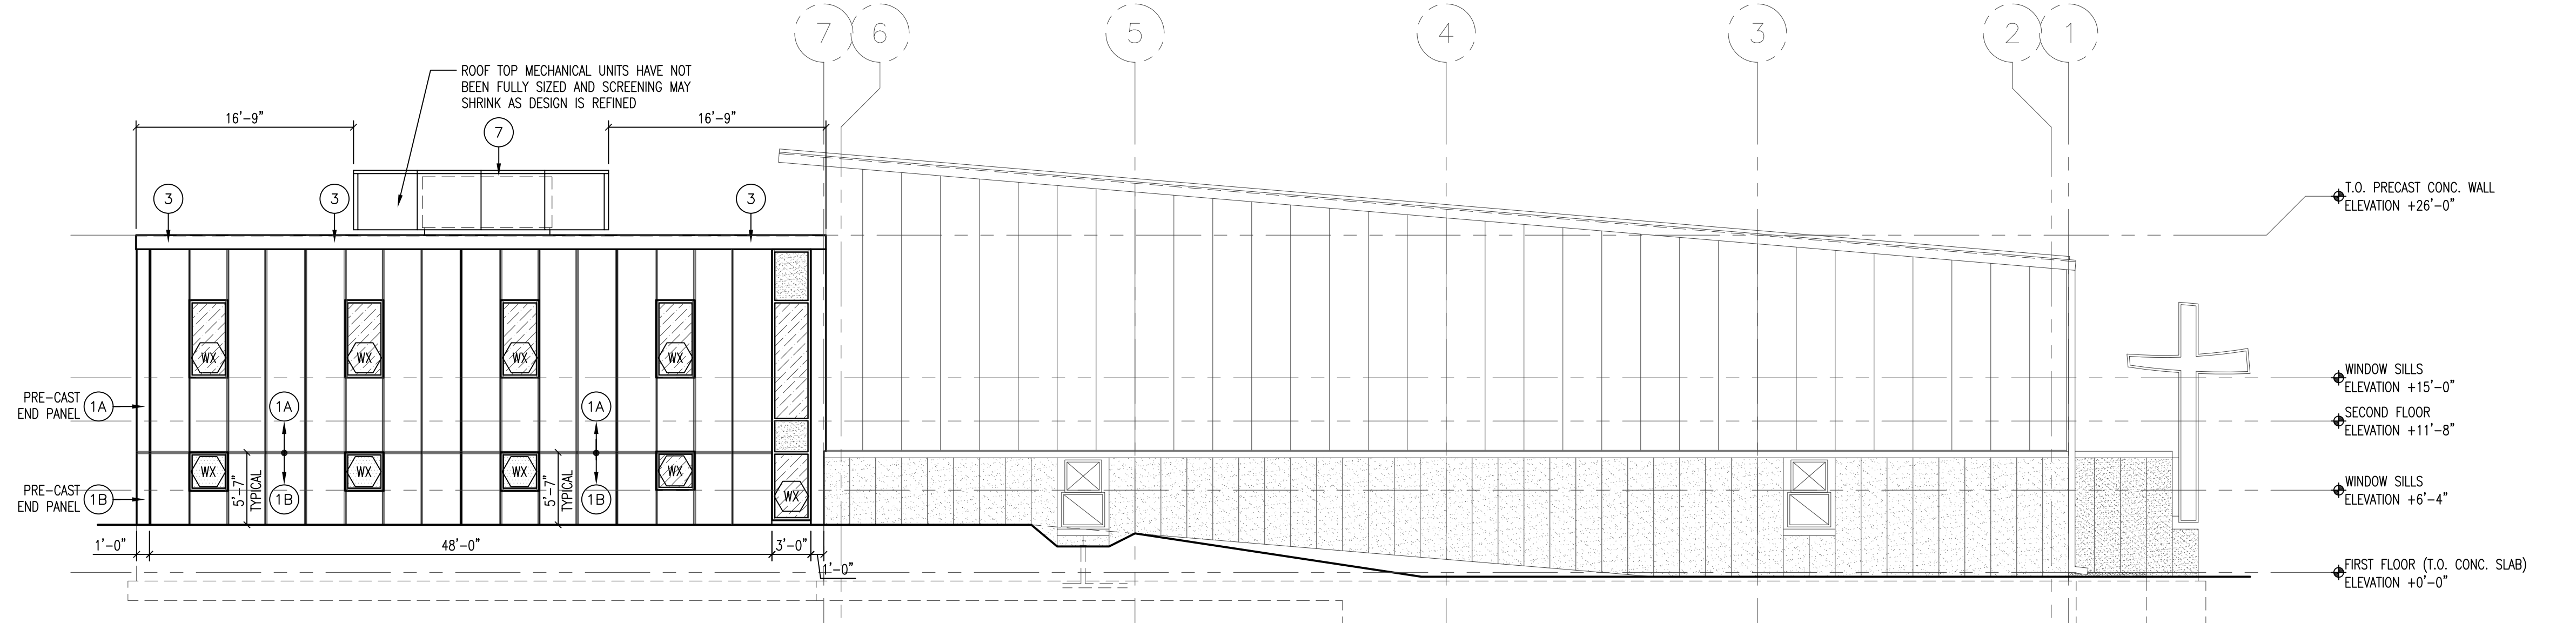 7
6
5
4
3
2
1
ROOF TOP MECHANICAL UNITS HAVE NOT
BEEN FULLY SIZED AND SCREENING MAY
SHRINK AS DESIGN IS REFINED
16'-9"
16'-9"
7
3
3
3
T.O. PRECAST CONC. WALL
ELEVATION +26'-0"
WX
WX
WX
WX
WINDOW SILLS
ELEVATION +15'-0"
PRE-CAST
END PANEL
1A
1A
1A
SECOND FLOOR
ELEVATION +11'-8"
WX
WX
WX
WX
WX
5'-7"
TYPICAL
5'-7"
TYPICAL
PRE-CAST
END PANEL
1B
1B
1B
WINDOW SILLS
ELEVATION +6'-4"
1'-0"
48'-0"
3'-0"
1'-0"
FIRST FLOOR (T.O. CONC. SLAB)
ELEVATION +0'-0"